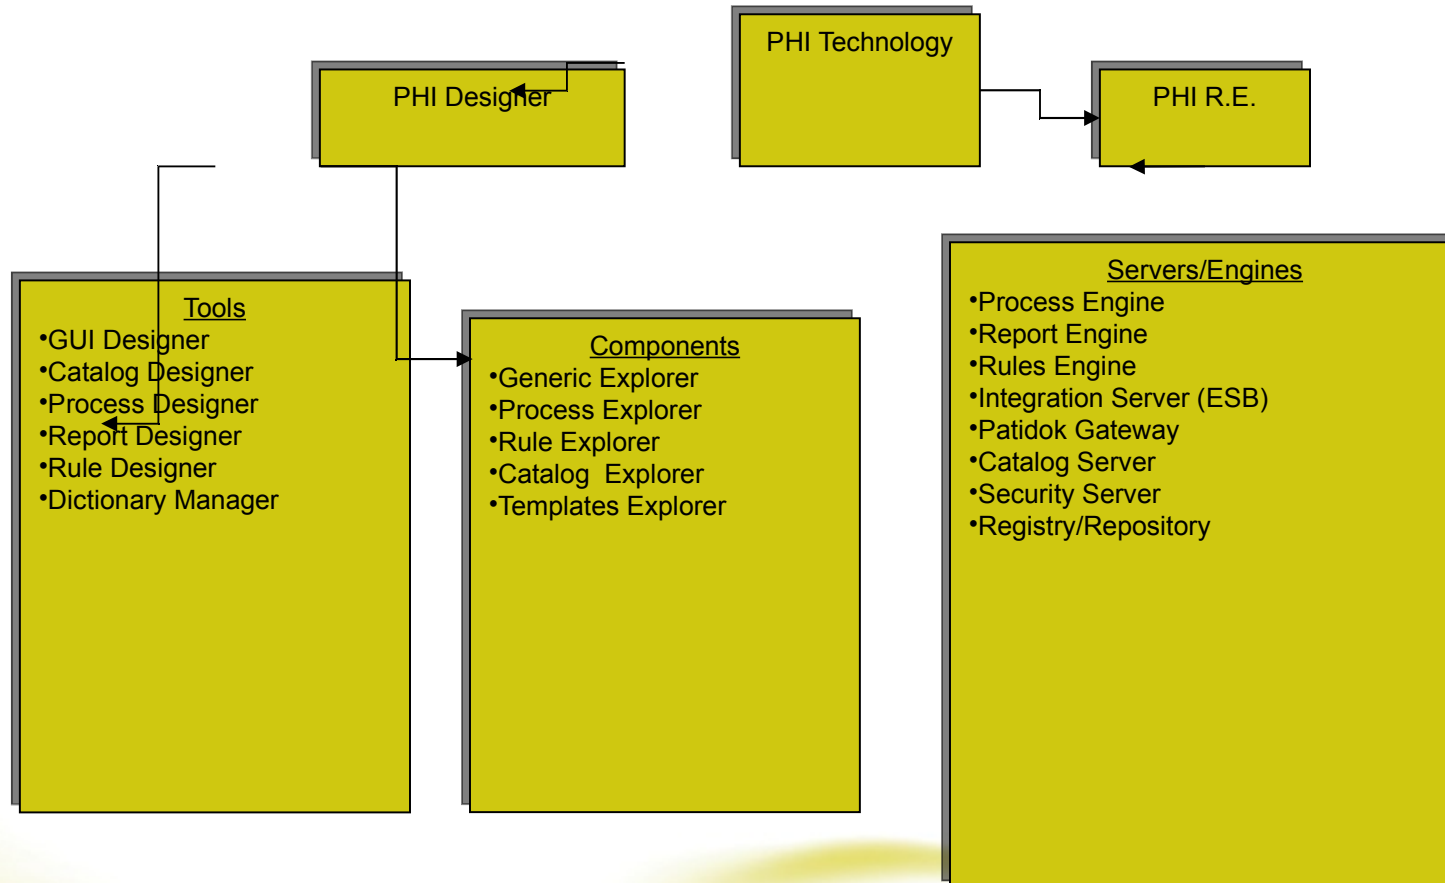 PHI Technology
PHI Designer
PHI R.E.
Tools
•GUI Designer
•Catalog Designer
•Process Designer
•Report Designer
•Rule Designer
•Dictionary Manager
Components
•Generic Explorer
•Process Explorer
•Rule Explorer
•Catalog  Explorer
•Templates Explorer
Servers/Engines
•Process Engine
•Report Engine
•Rules Engine
•Integration Server (ESB)
•Patidok Gateway
•Catalog Server
•Security Server
•Registry/Repository